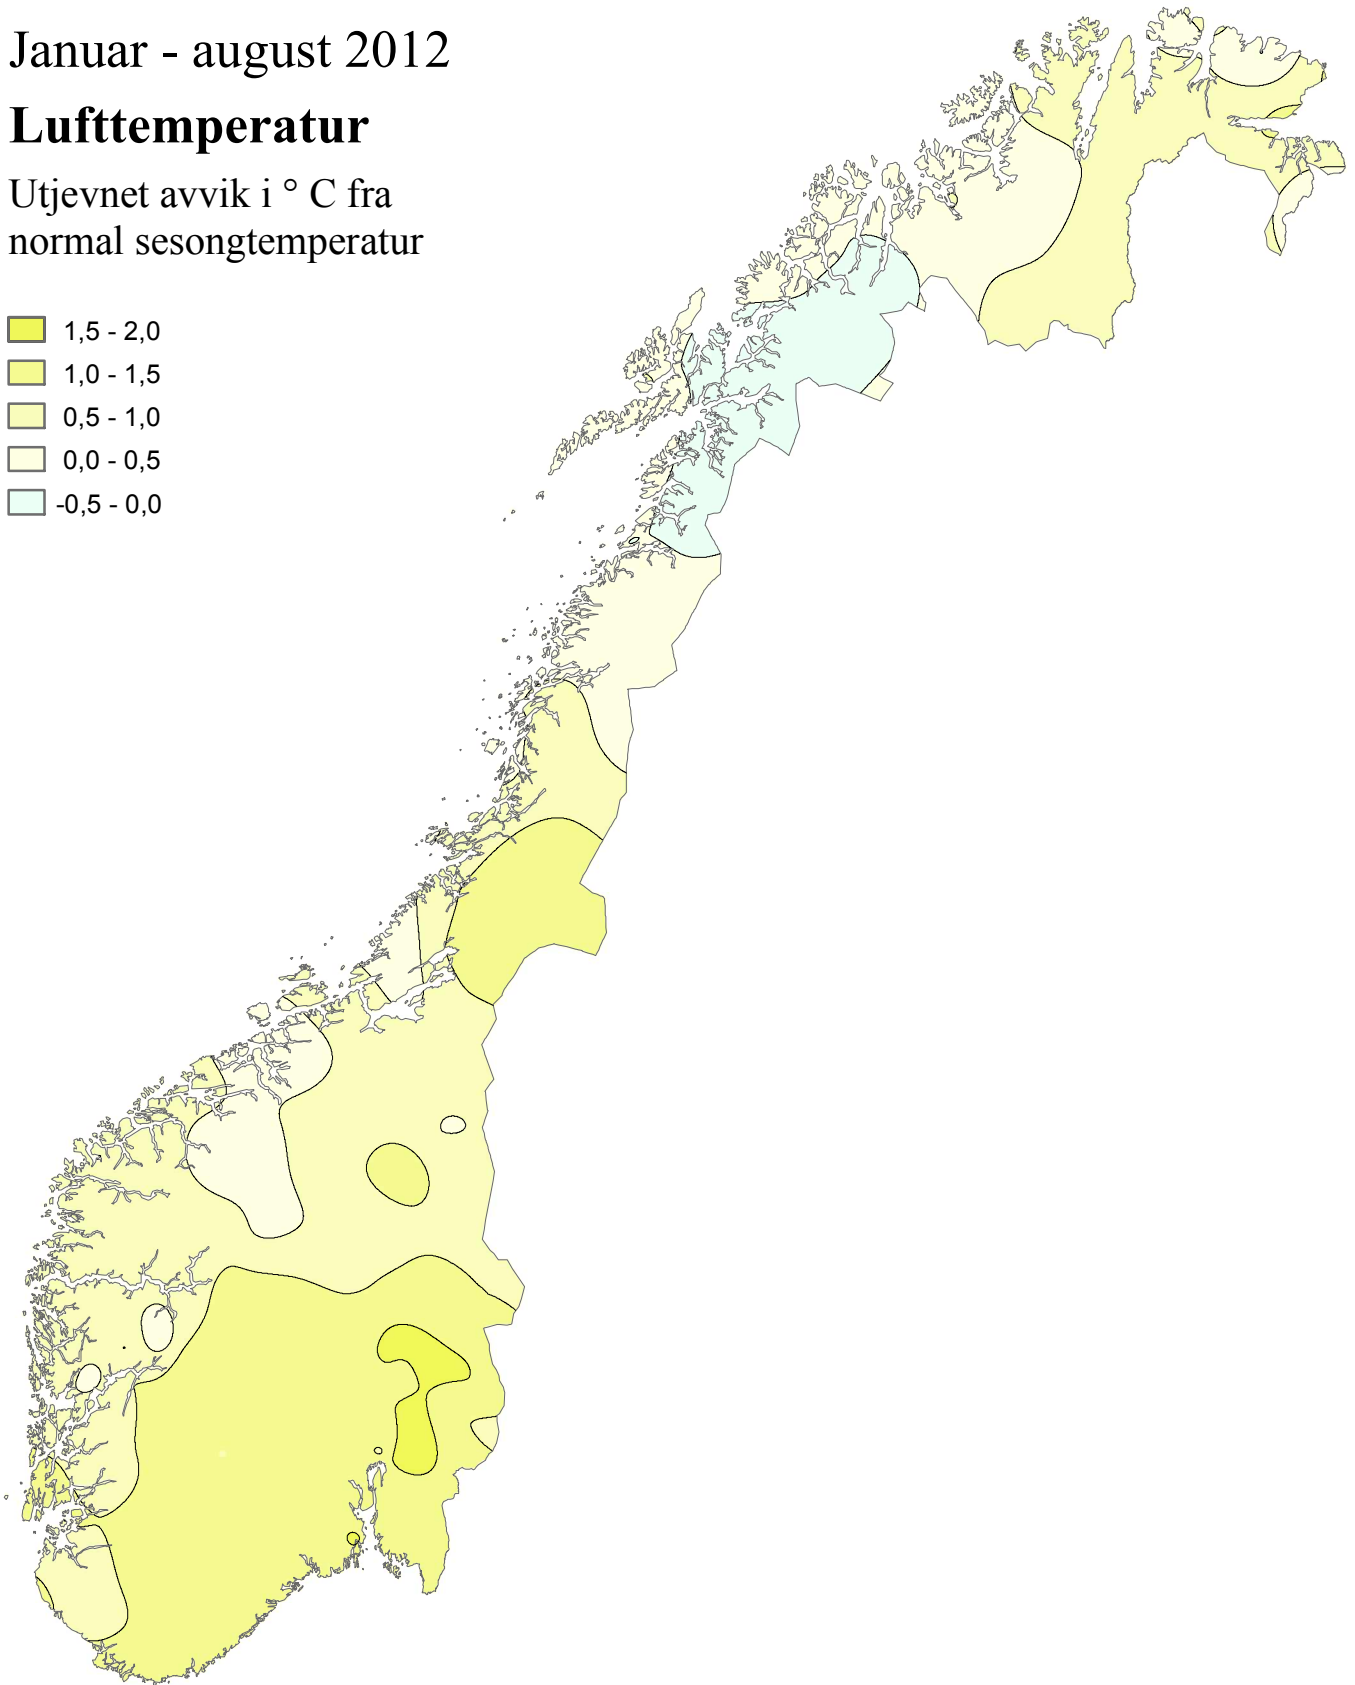 Januar - august 2012
Lufttemperatur
Utjevnet avvik i ° C fra
normal sesongtemperatur
1,5 - 2,0
1,0 - 1,5
0,5 - 1,0
0,0 - 0,5
-0,5 - 0,0